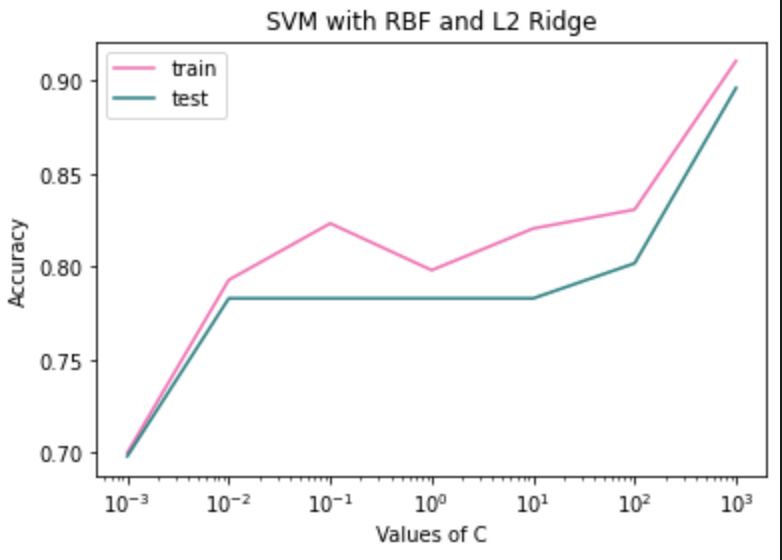 SVM with RBF and L2 Ridge
train
test
0.90
0.85
0.80
0.75
0.70
Accuracy
10⁻³ 10⁻² 10⁻¹ 10⁰ 10¹ 10² 10³
Values of C